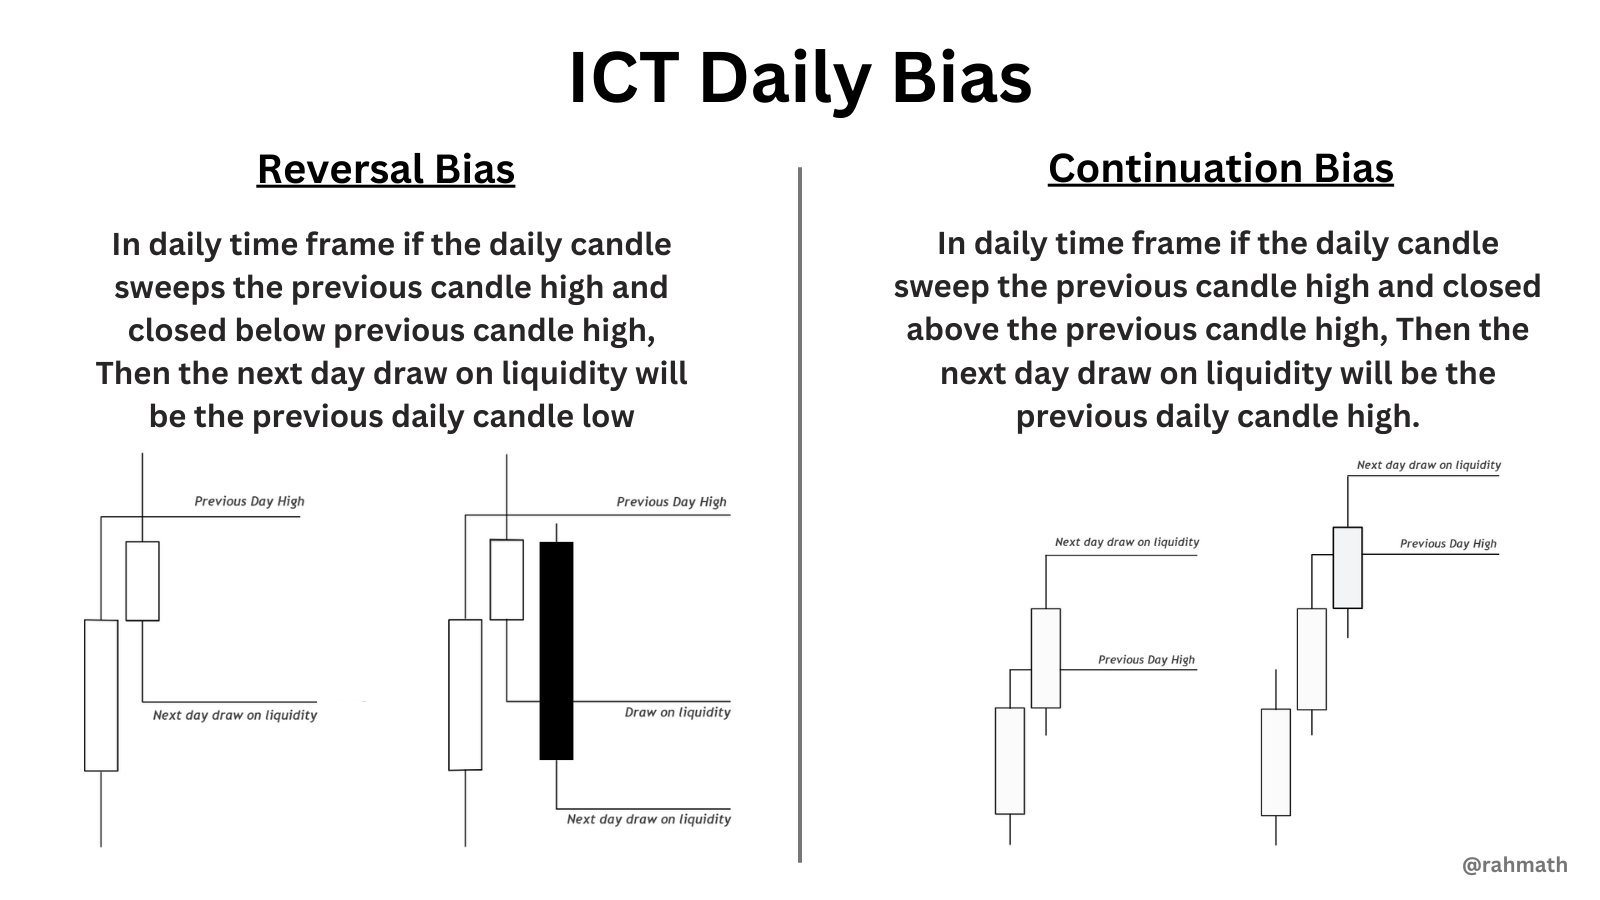 ICT Daily Bias
Reversal Bias
In daily time frame if the daily candle
sweeps the previous candle high and
closed below previous candle high,
Then the next day draw on liquidity will
be the previous daily candle low
Previous Day High
Next day draw on liquidity
Previous Day High
Draw on liquidity
Next day draw on liquidity
Continuation Bias
In daily time frame if the daily candle
sweep the previous candle high and closed
above the previous candle high, Then the
next day draw on liquidity will be the
previous daily candle high.
Next day draw on liquidity
Previous Day High
Next day draw on liquidity
Previous Day High
@rahmath